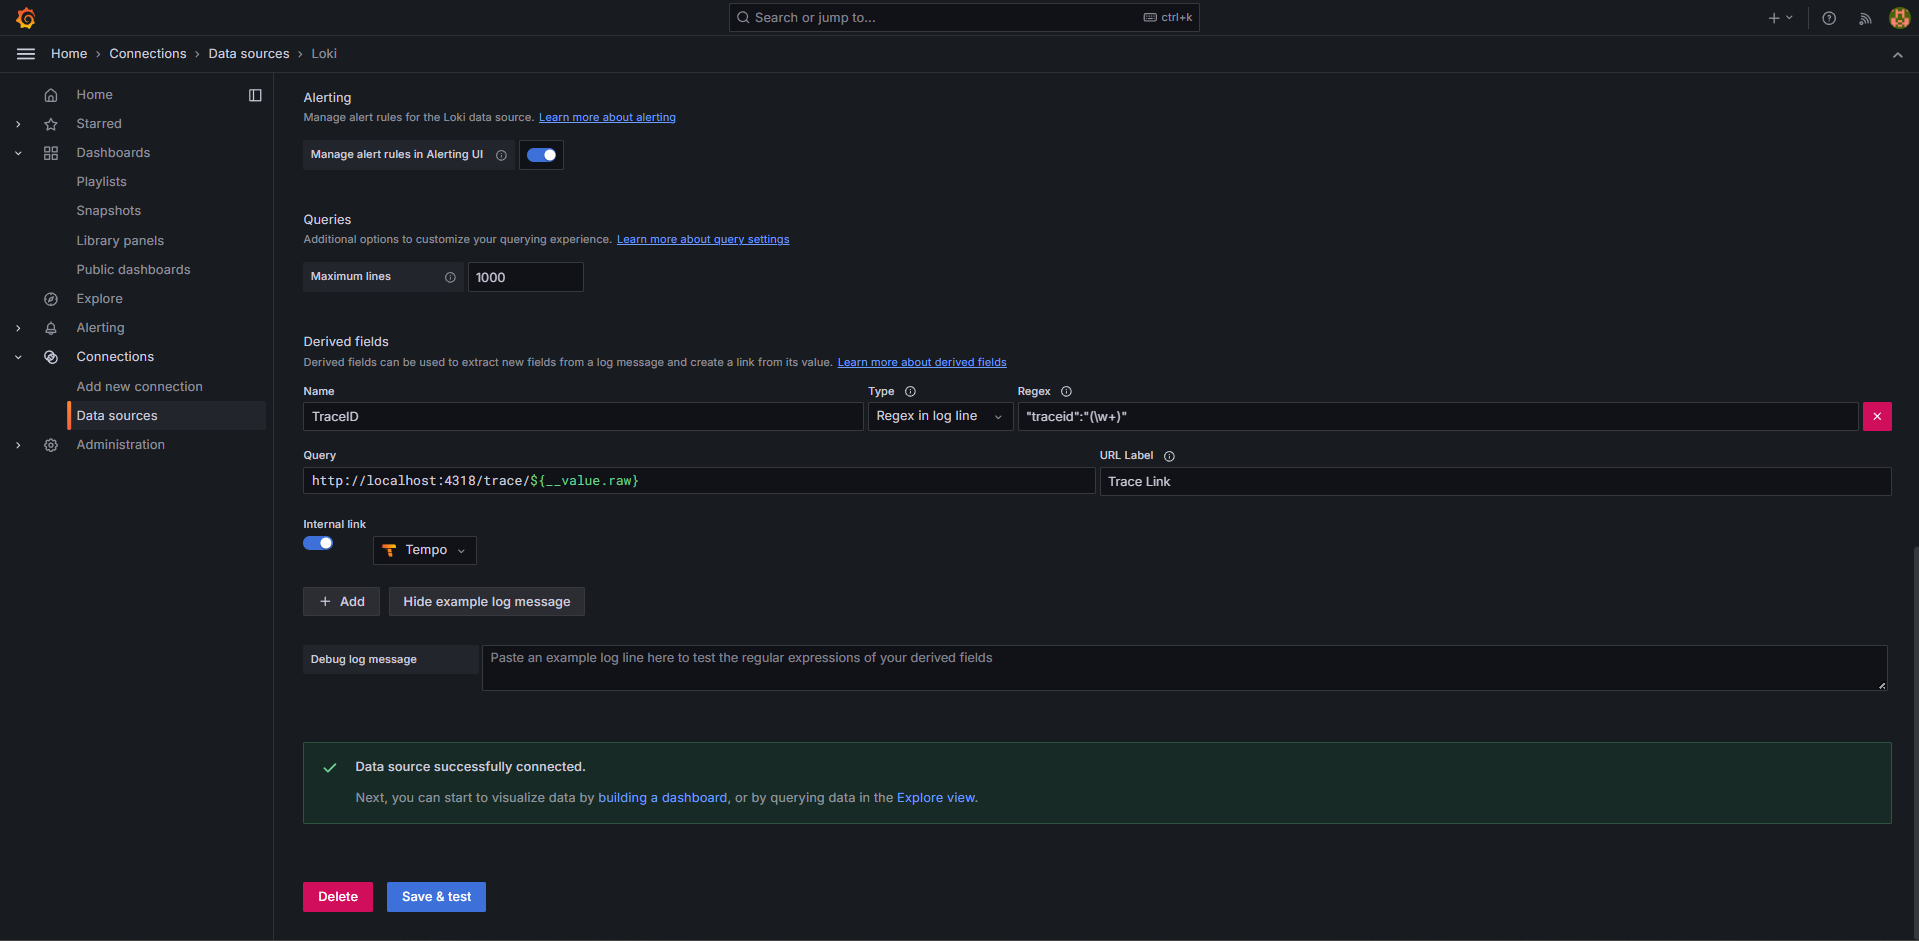 Search or jump to...
ctrl+k
Home › Connections › Data sources › Loki
Home
Starred
Dashboards
Playlists
Snapshots
Library panels
Public dashboards
Explore
Alerting
Connections
Add new connection
Data sources
Administration
Alerting
Manage alert rules for the Loki data source. Learn more about alerting
Manage alert rules in Alerting UI
Queries
Additional options to customize your querying experience. Learn more about query settings
Maximum lines
1000
Derived fields
Derived fields can be used to extract new fields from a log message and create a link from its value. Learn more about derived fields
Name
Type
Regex
TraceID
Regex in log line
"traceid":"(\w+)"
Query
URL Label
http://localhost:4318/trace/${__value.raw}
Trace Link
Internal link
Tempo
Add
Hide example log message
Debug log message
Paste an example log line here to test the regular expressions of your derived fields
Data source successfully connected.
Next, you can start to visualize data by building a dashboard, or by querying data in the Explore view.
Delete
Save & test